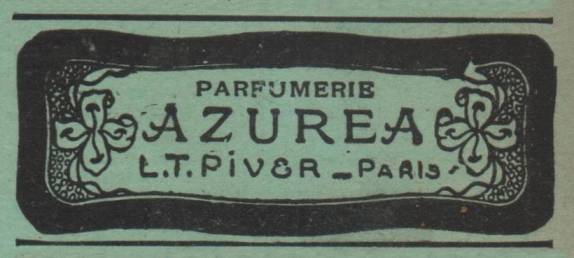 PARFUMERIE
AZUREA
L.T. PIVER _ PARIS